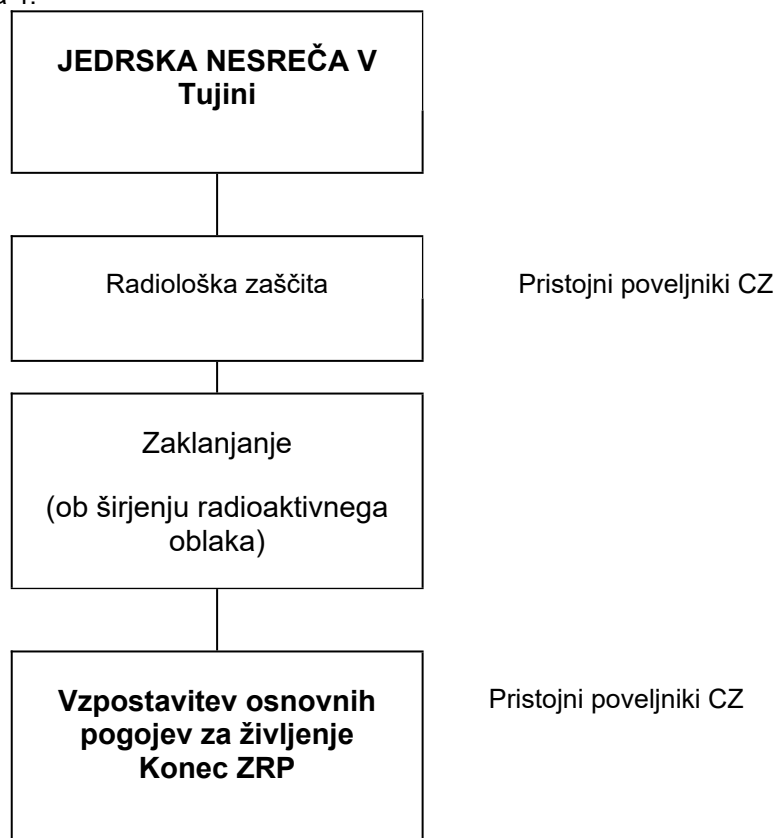 JEDRSKA NESREČA V
Tujini
Radiološka zaščita
Pristojni poveljniki CZ
Zaklanjanje
(ob širjenju radioaktivnega
oblaka)
Vzpostavitev osnovnih
pogojev za življenje
Konec ZRP
Pristojni poveljniki CZ